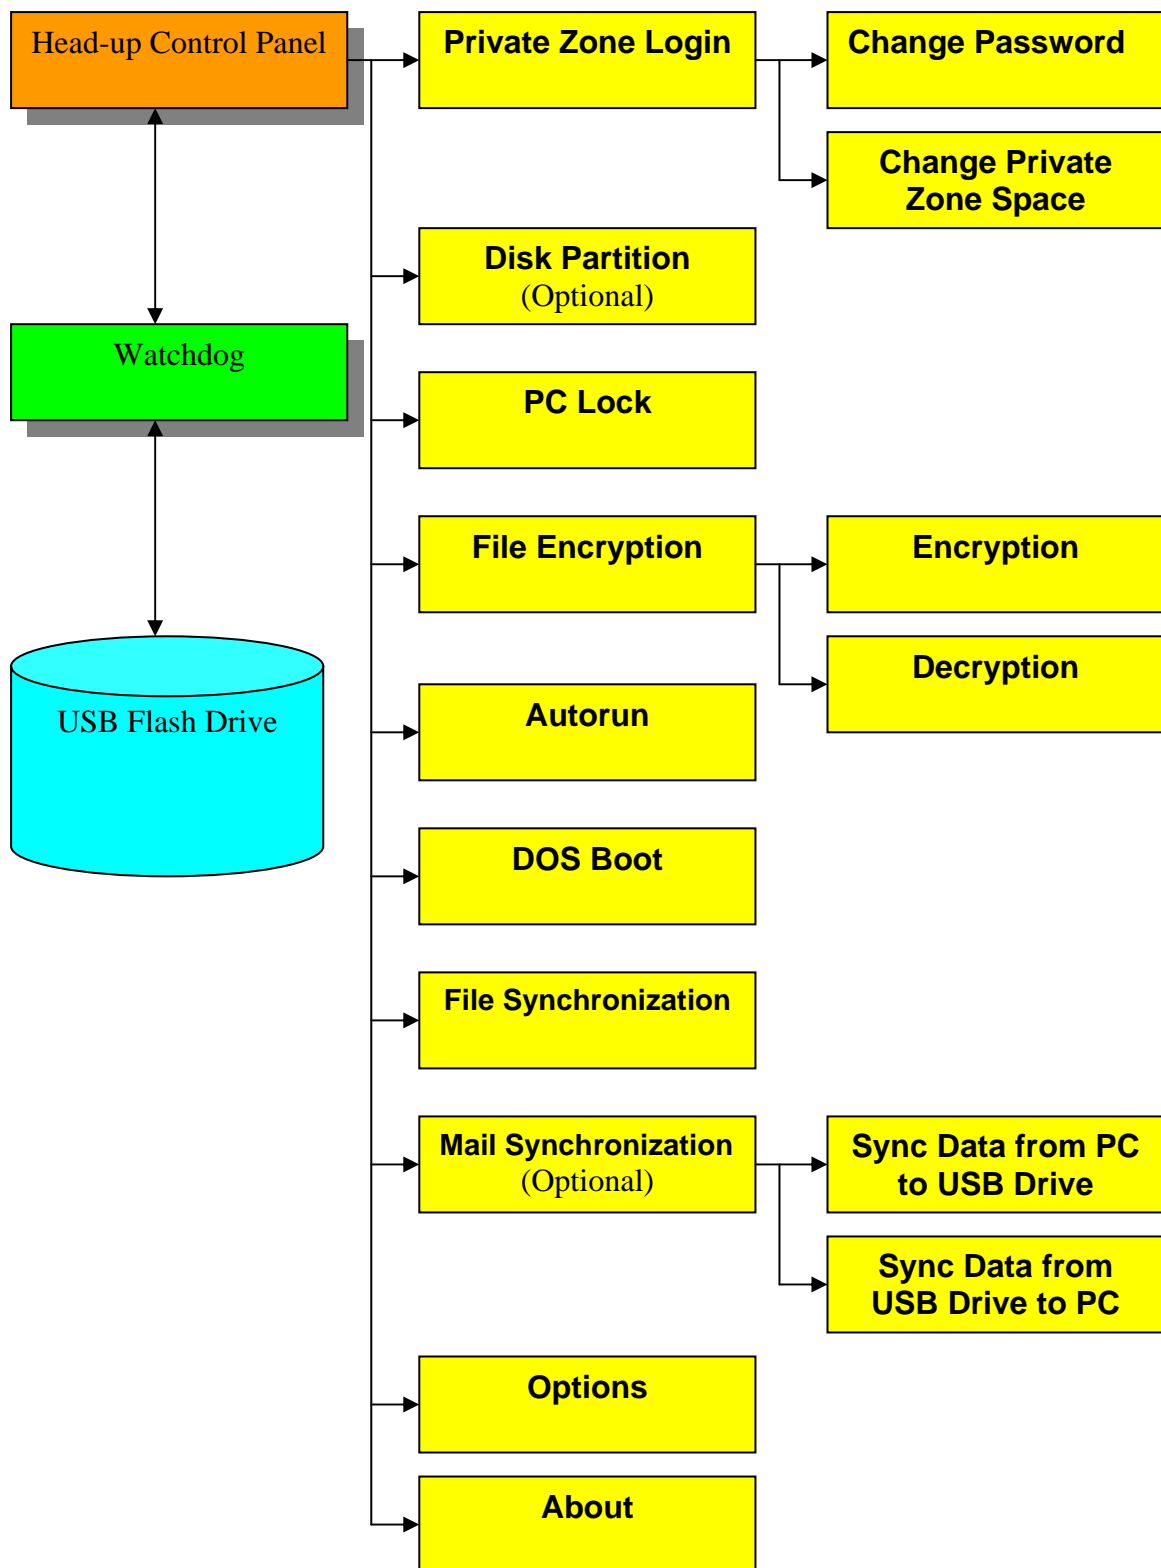 Head-up Control Panel
Private Zone Login
Change Password
Change Private
Zone Space
Disk Partition
(Optional)
Watchdog
PC Lock
File Encryption
Encryption
Decryption
USB Flash Drive
Autorun
DOS Boot
File Synchronization
Mail Synchronization
(Optional)
Sync Data from PC
to USB Drive
Sync Data from
USB Drive to PC
Options
About